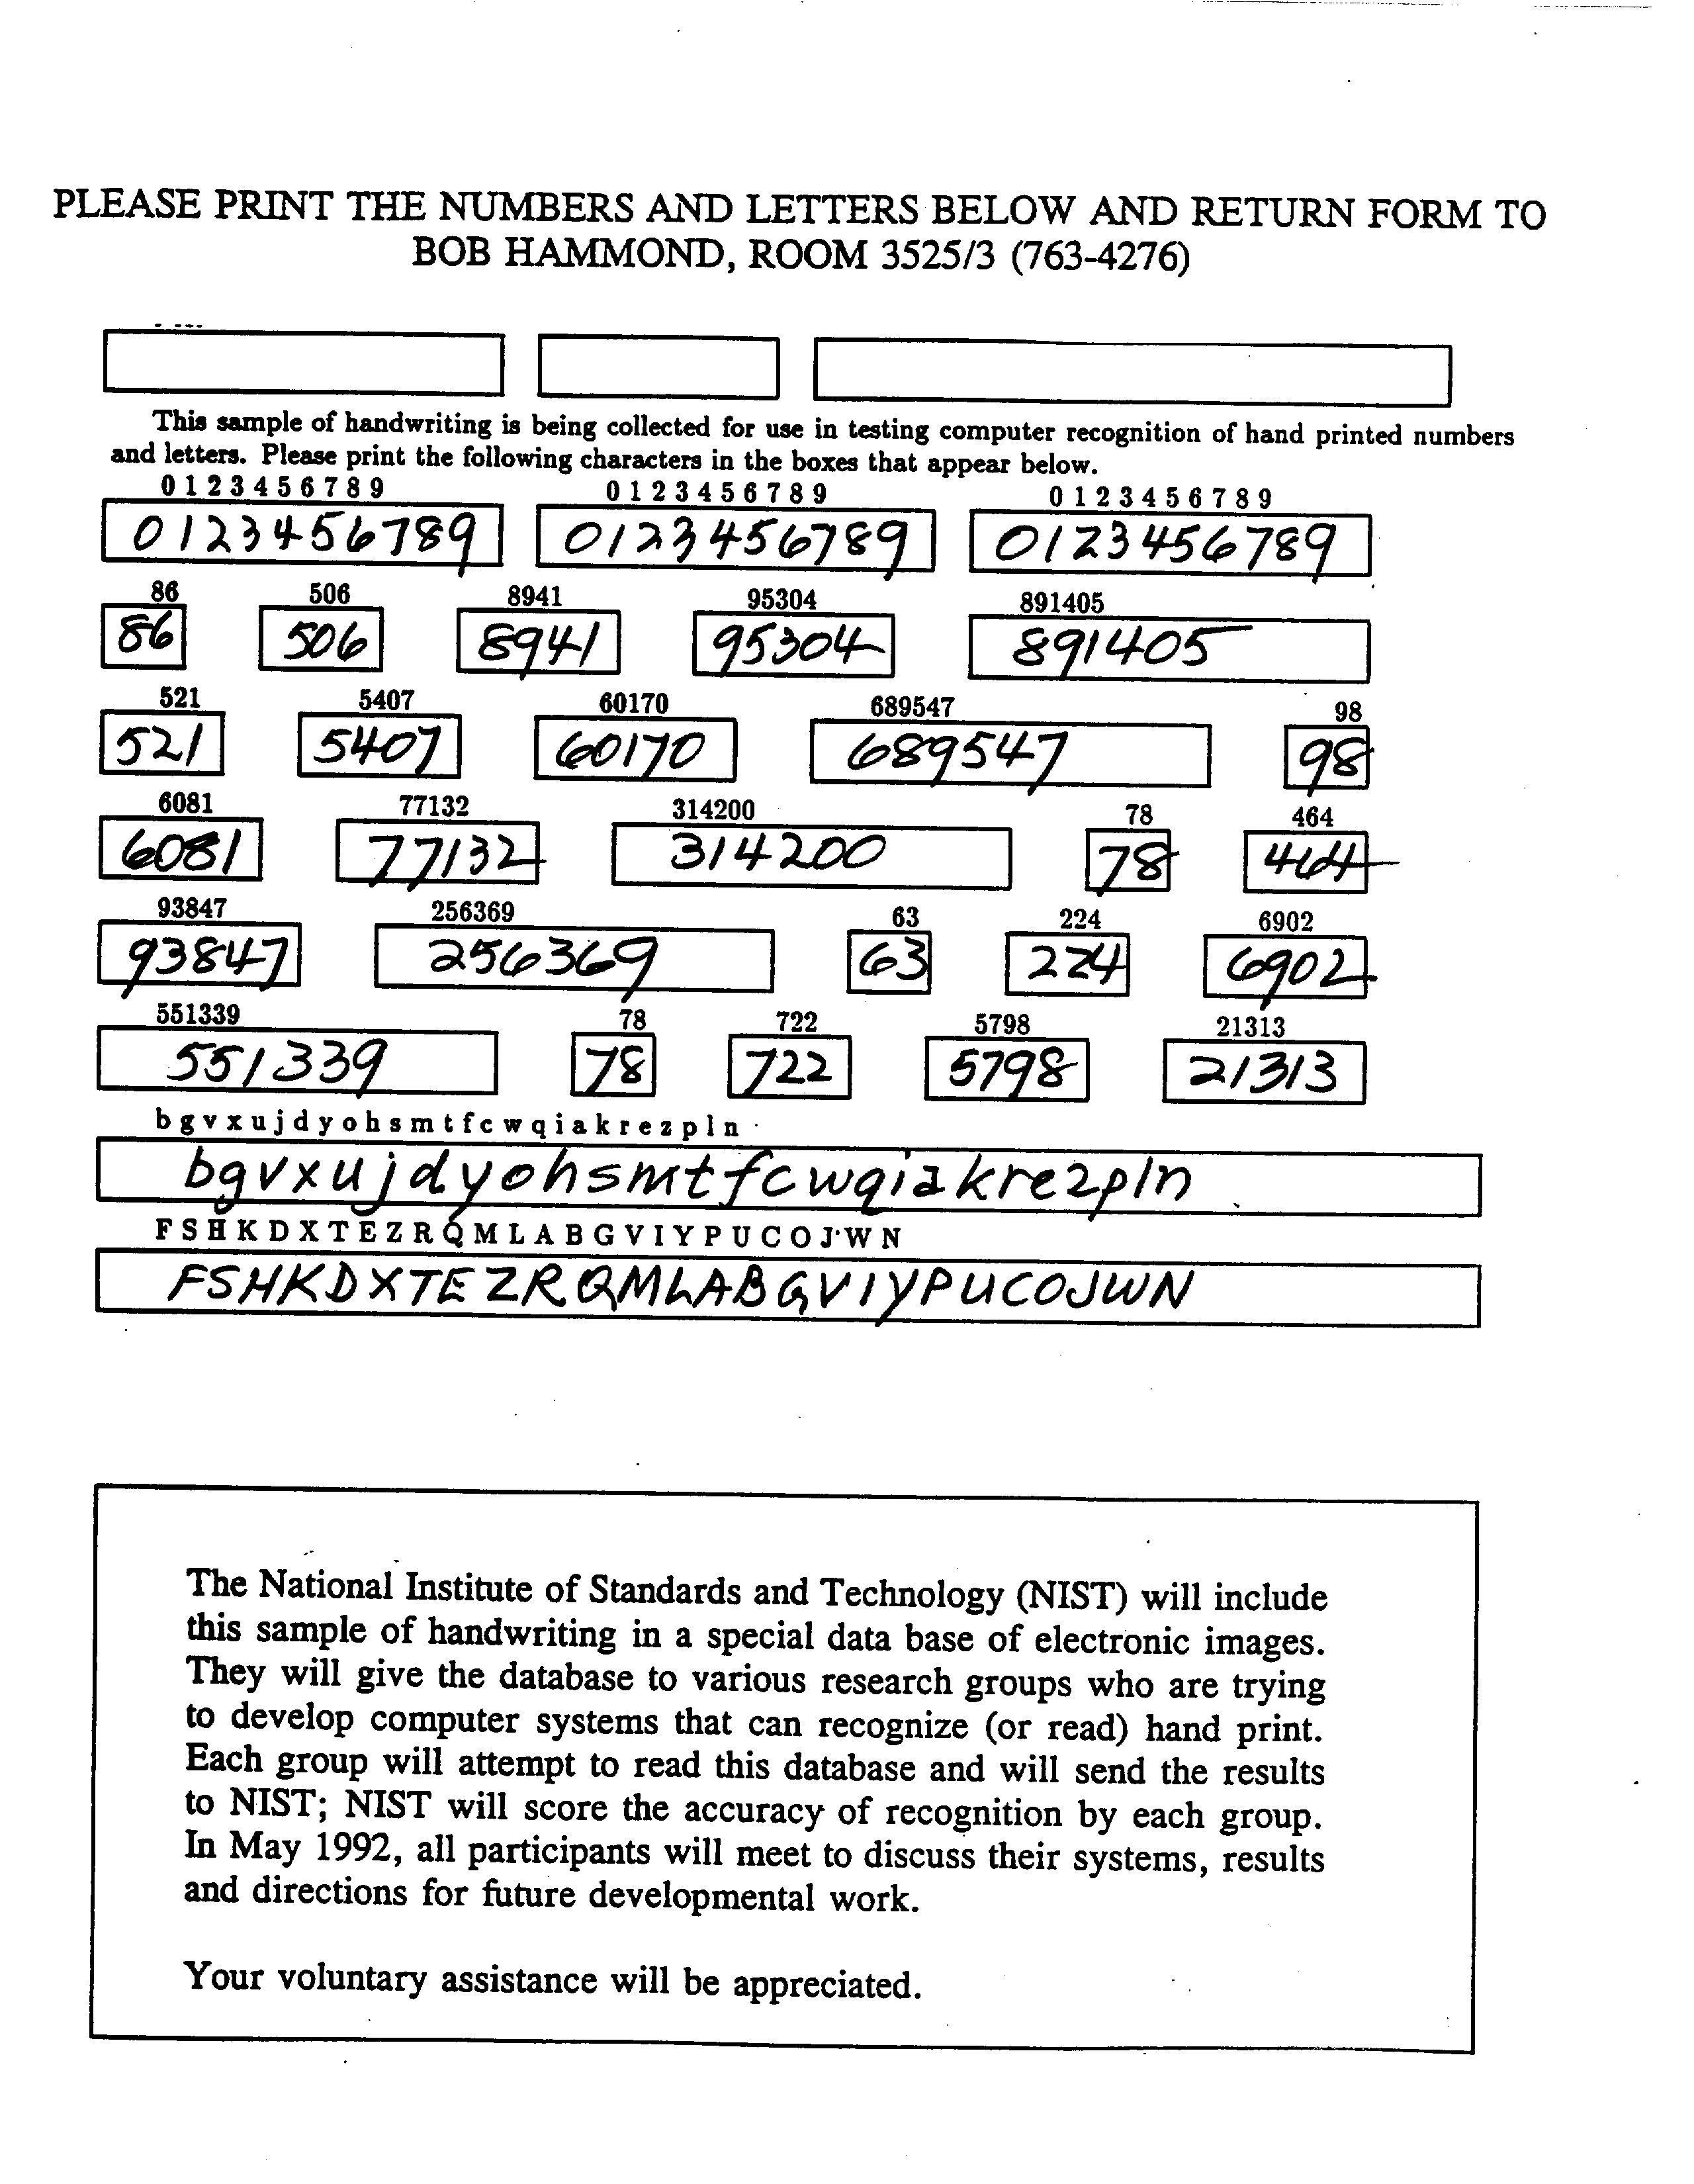 PLEASE PRINT THE NUMBERS AND LETTERS BELOW AND RETURN FORM TO
BOB HAMMOND, ROOM 3525/3 (763-4276)
This sample of handwriting is being collected for use in testing computer recognition of hand printed numbers
and letters. Please print the following characters in the boxes that appear below.
0 1 2 3 4 5 6 7 8 9 0 1 2 3 4 5 6 7 8 9 0 1 2 3 4 5 6 7 8 9
0123456789 0123456789 0123456789
86 506 8941 95304 891405
86 506 8941 95304 891405
521 5407 60170 689547 98
521 5407 60170 689547 98
6081 77132 314200 78 464
6081 77132 314200 78 464
93847 256369 63 224 6902
93847 256369 63 224 6902
551339 78 722 5798 21313
551339 78 722 5798 21313
b g v x u j d y o h s m t f c w q i a k r e z p l n
bgvxujdyohsmtfcwqiakrezpln
F S H K D X T E Z R Q M L A B G V I Y P U C O J W N
FSHKDXTEZRQMLABGVIYPUCOJWN
The National Institute of Standards and Technology (NIST) will include
this sample of handwriting in a special data base of electronic images.
They will give the database to various research groups who are trying
to develop computer systems that can recognize (or read) hand print.
Each group will attempt to read this database and will send the results
to NIST; NIST will score the accuracy of recognition by each group.
In May 1992, all participants will meet to discuss their systems, results
and directions for future developmental work.
Your voluntary assistance will be appreciated.